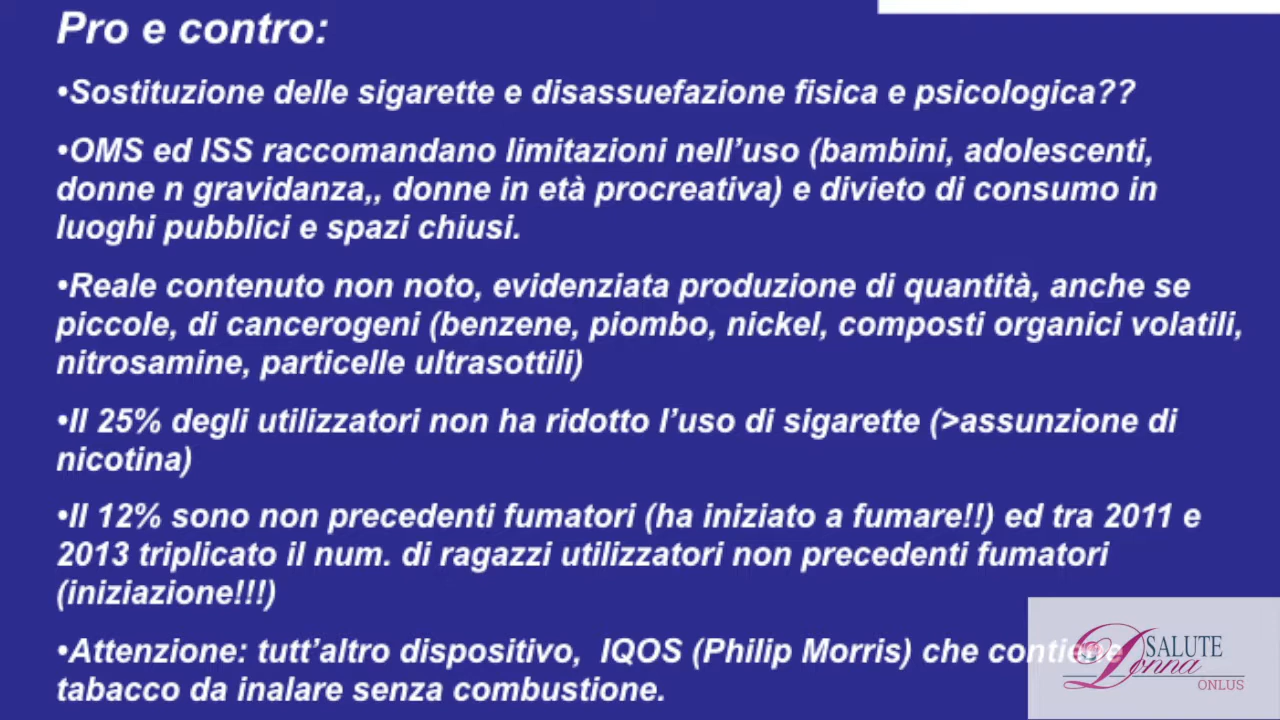 Pro e contro:
•Sostituzione delle sigarette e disassuefazione fisica e psicologica??
•OMS ed ISS raccomandano limitazioni nell'uso (bambini, adolescenti,
donne n gravidanza,, donne in età procreativa) e divieto di consumo in
luoghi pubblici e spazi chiusi.
•Reale contenuto non noto, evidenziata produzione di quantità, anche se
piccole, di cancerogeni (benzene, piombo, nickel, composti organici volatili,
nitrosamine, particelle ultrasottili)
•Il 25% degli utilizzatori non ha ridotto l'uso di sigarette (>assunzione di
nicotina)
•Il 12% sono non precedenti fumatori (ha iniziato a fumare!!) ed tra 2011 e
2013 triplicato il num. di ragazzi utilizzatori non precedenti fumatori
(iniziazione!!!)
•Attenzione: tutt'altro dispositivo,  IQOS (Philip Morris) che contiene
tabacco da inalare senza combustione.
SALUTE
Donna
ONLUS